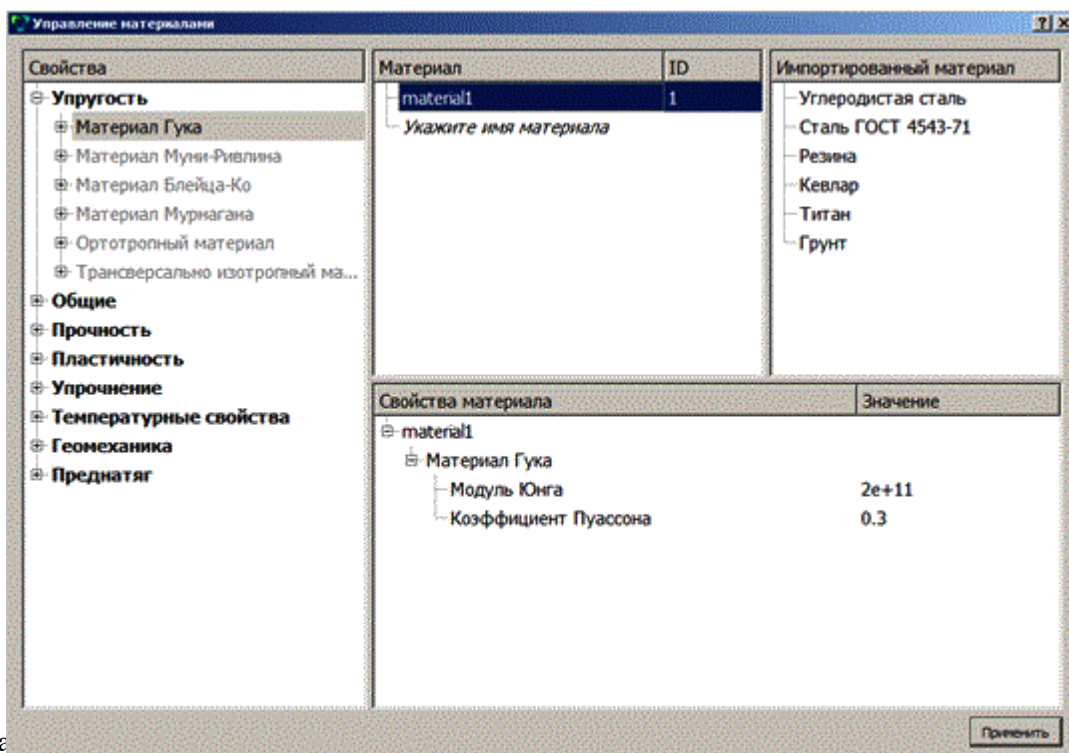 Управление материалами
Свойства
Упругость
Материал Гука
Материал Муни-Ривлина
Материал Блейца-Ко
Материал Мурнагана
Ортотропный материал
Трансверсально изотропный ма...
Общие
Прочность
Пластичность
Упрочнение
Температурные свойства
Геомеханика
Преднатяг
Материал ID
material1 1
Укажите имя материала
Импортированный материал
Углеродистая сталь
Сталь ГОСТ 4543-71
Резина
Кевлар
Титан
Грунт
Свойства материала Значение
material1
Материал Гука
Модуль Юнга 2e+11
Коэффициент Пуассона 0.3
Применить